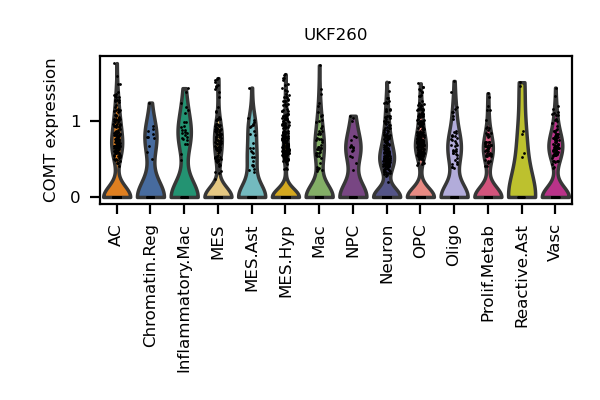 UKF260
COMT expression
1
0
AC
Chromatin.Reg
Inflammatory.Mac
MES
MES.Ast
MES.Hyp
Mac
NPC
Neuron
OPC
Oligo
Prolif.Metab
Reactive.Ast
Vasc